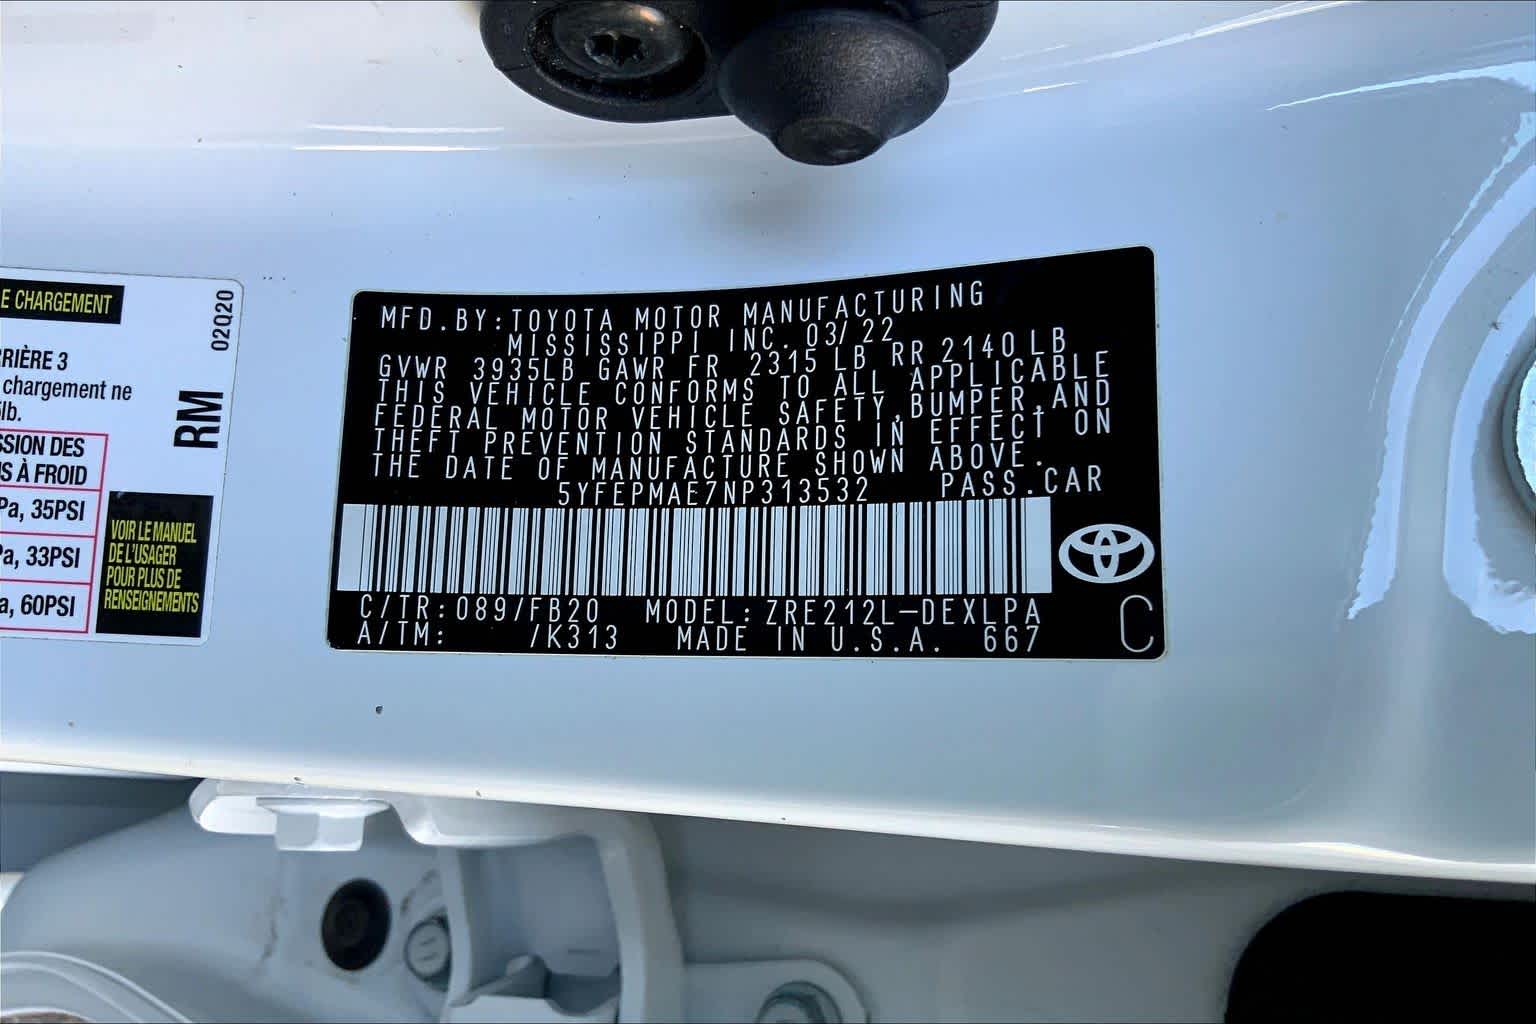 E CHARGEMENT
02Q20
RRIÈRE 3
chargement ne
lb.
RM
SSION DES
S À FROID
Pa, 35PSI
Pa, 33PSI
a, 60PSI
VOIR LE MANUEL
DE L'USAGER
POUR PLUS DE
RENSEIGNEMENTS
MFD.BY:TOYOTA MOTOR MANUFACTURING
MISSISSIPPI INC. 03/22
GVWR 3935LB GAWR FR 2315 LB RR 2140LB
THIS VEHICLE CONFORMS TO ALL APPLICABLE
FEDERAL MOTOR VEHICLE SAFETY,BUMPER,AND
THEFT PREVENTION STANDARDS IN EFFECT ON
THE DATE OF MANUFACTURE SHOWN ABOVE.
5YFEPMAE7NP313532 PASS.CAR
C/TR:089/FB20 MODEL:ZRE212L-DEXLPA
A/TM: /K313 MADE IN U.S.A. 667
C